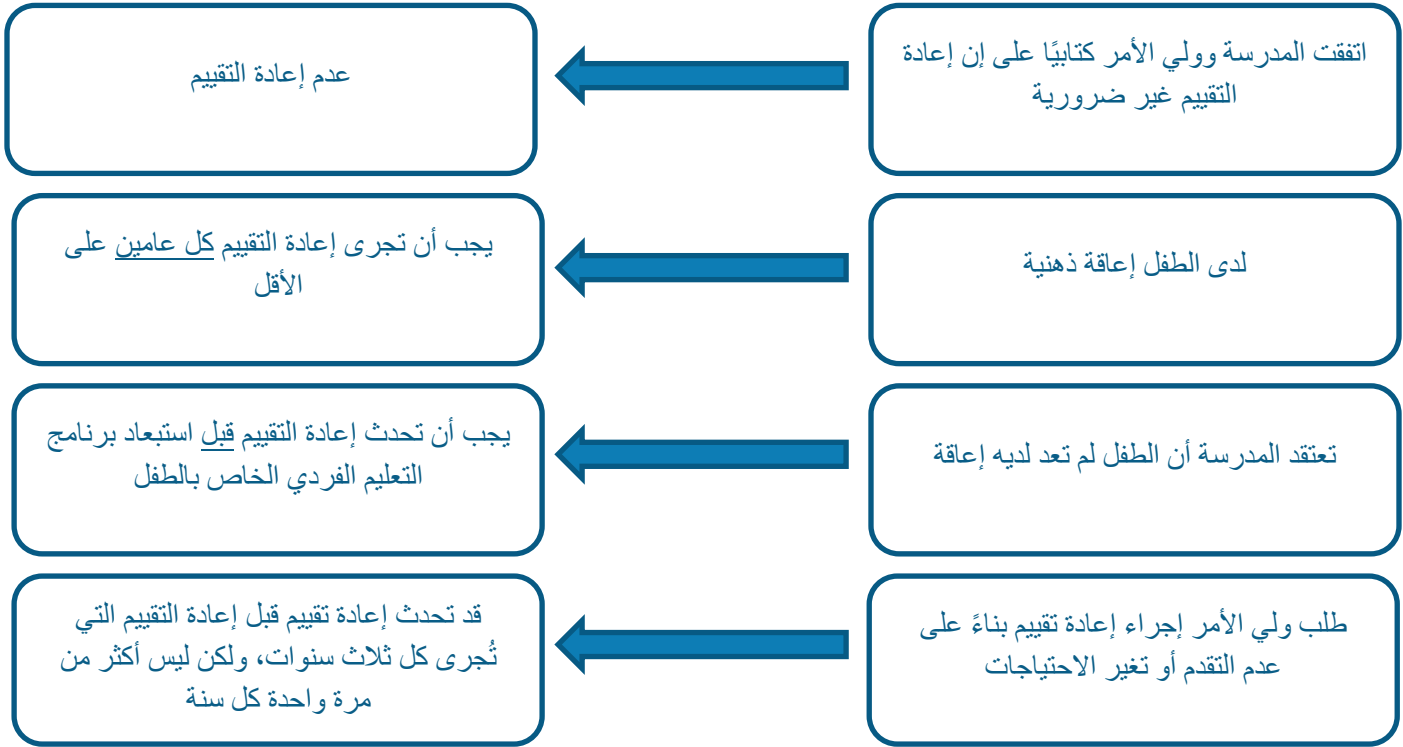 اتفقت المدرسة وولي الأمر كتابيًا على إن إعادة
التقييم غير ضرورية
عدم إعادة التقييم
لدى الطفل إعاقة ذهنية
يجب أن تجرى إعادة التقييم كل عامين على
الأقل
تعتقد المدرسة أن الطفل لم تعد لديه إعاقة
يجب أن تحدث إعادة التقييم قبل استبعاد برنامج
التعليم الفردي الخاص بالطفل
طلب ولي الأمر إجراء إعادة تقييم بناءً على
عدم التقدم أو تغير الاحتياجات
قد تحدث إعادة تقييم قبل إعادة التقييم التي
تُجرى كل ثلاث سنوات، ولكن ليس أكثر من
مرة واحدة كل سنة